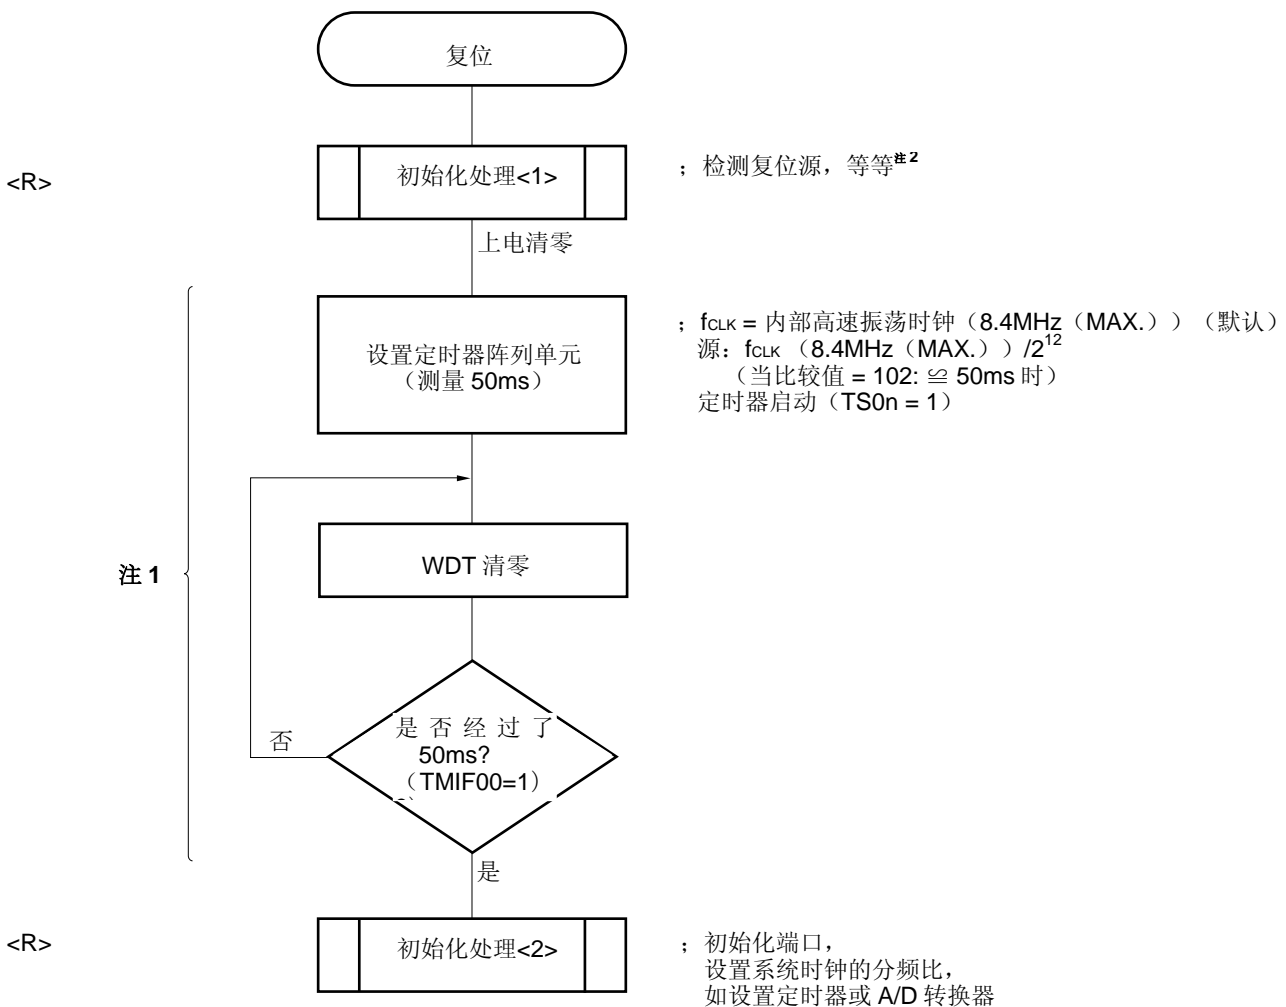 复位
<R>
初始化处理<1>
；检测复位源，等等注 2
上电清零
设置定时器阵列单元
（测量 50ms）
；fCLK = 内部高速振荡时钟（8.4MHz（MAX.））（默认）
源：fCLK （8.4MHz（MAX.））/2^12
（当比较值 = 102: ≌ 50ms 时）
定时器启动（TS0n = 1）
注 1
WDT 清零
是否经过了
50ms?
（TMIF00=1）
否
是
<R>
初始化处理<2>
；初始化端口，
设置系统时钟的分频比，
如设置定时器或 A/D 转换器